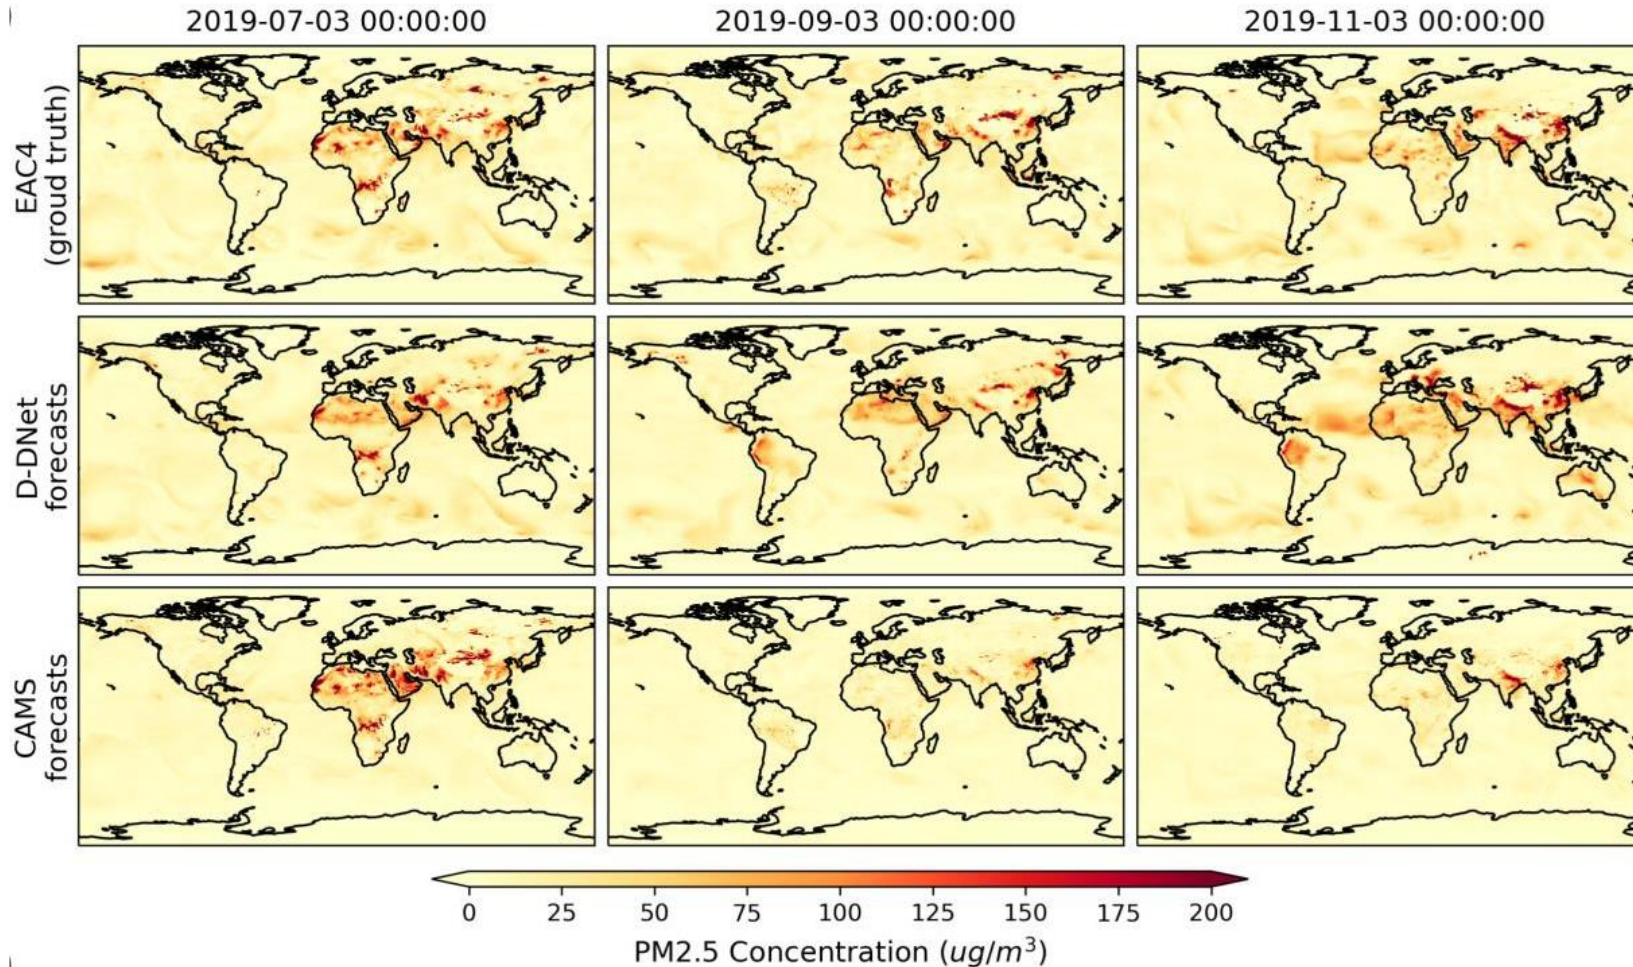 2019-07-03 00:00:00 2019-09-03 00:00:00 2019-11-03 00:00:00
EAC4
(groud truth)
D-DNet
forecasts
CAMS
forecasts
0 25 50 75 100 125 150 175 200
PM2.5 Concentration (ug/m³)